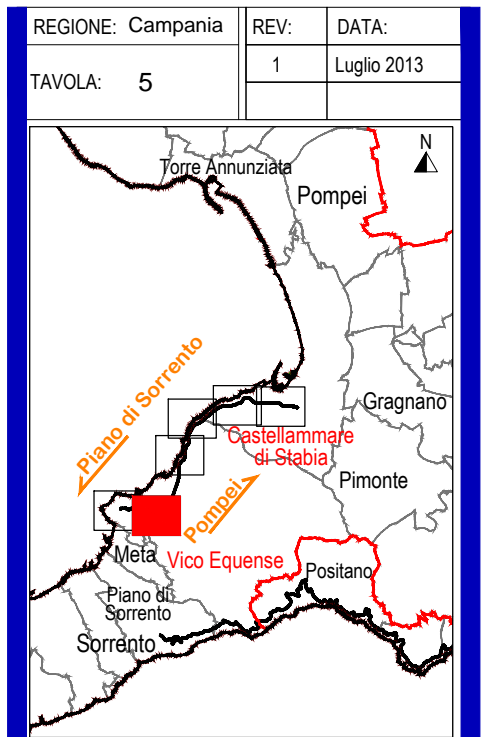 REGIONE: Campania
REV:
DATA:
TAVOLA: 5
1
Luglio 2013
N
Torre Annunziata
Pompei
Piano di Sorrento
Gragnano
Castellammare
di Stabia
Pimonte
Pompei
Meta
Vico Equense
Positano
Piano di
Sorrento
Sorrento